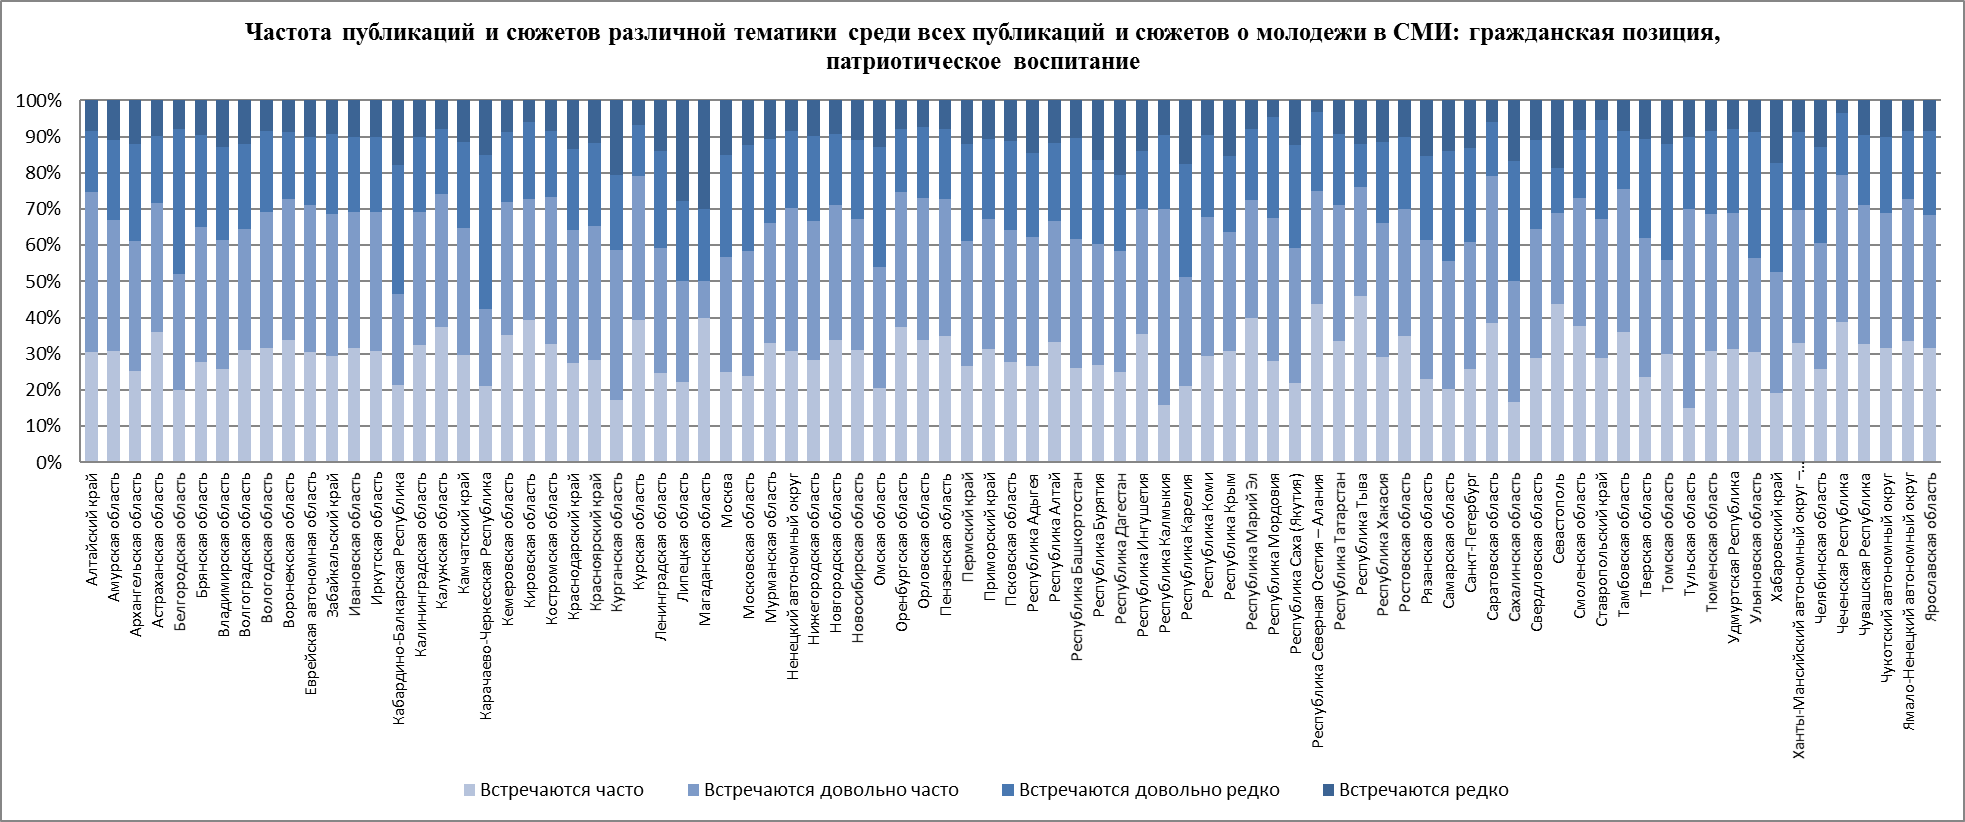 Частота публикаций и сюжетов различной тематики среди всех публикаций и сюжетов о молодежи в СМИ: гражданская позиция,
патриотическое воспитание
100%
90%
80%
70%
60%
50%
40%
30%
20%
10%
0%
Алтайский край
Амурская область
Архангельская область
Астраханская область
Белгородская область
Брянская область
Владимирская область
Волгоградская область
Вологодская область
Воронежская область
Еврейская автономная область
Забайкальский край
Ивановская область
Иркутская область
Кабардино-Балкарская Республика
Калининградская область
Калужская область
Камчатский край
Карачаево-Черкесская Республика
Кемеровская область
Кировская область
Костромская область
Краснодарский край
Красноярский край
Курганская область
Курская область
Ленинградская область
Липецкая область
Магаданская область
Москва
Московская область
Мурманская область
Ненецкий автономный округ
Нижегородская область
Новгородская область
Новосибирская область
Омская область
Оренбургская область
Орловская область
Пензенская область
Пермский край
Приморский край
Псковская область
Республика Адыгея
Республика Алтай
Республика Башкортостан
Республика Бурятия
Республика Дагестан
Республика Ингушетия
Республика Калмыкия
Республика Карелия
Республика Коми
Республика Крым
Республика Марий Эл
Республика Мордовия
Республика Саха (Якутия)
Республика Северная Осетия – Алания
Республика Татарстан
Республика Тыва
Республика Хакасия
Ростовская область
Рязанская область
Самарская область
Санкт-Петербург
Саратовская область
Сахалинская область
Свердловская область
Севастополь
Смоленская область
Ставропольский край
Тамбовская область
Тверская область
Томская область
Тульская область
Тюменская область
Удмуртская Республика
Ульяновская область
Хабаровский край
Ханты-Мансийский автономный округ –…
Челябинская область
Чеченская Республика
Чувашская Республика
Чукотский автономный округ
Ямало-Ненецкий автономный округ
Ярославская область
Встречаются часто
Встречаются довольно часто
Встречаются довольно редко
Встречаются редко